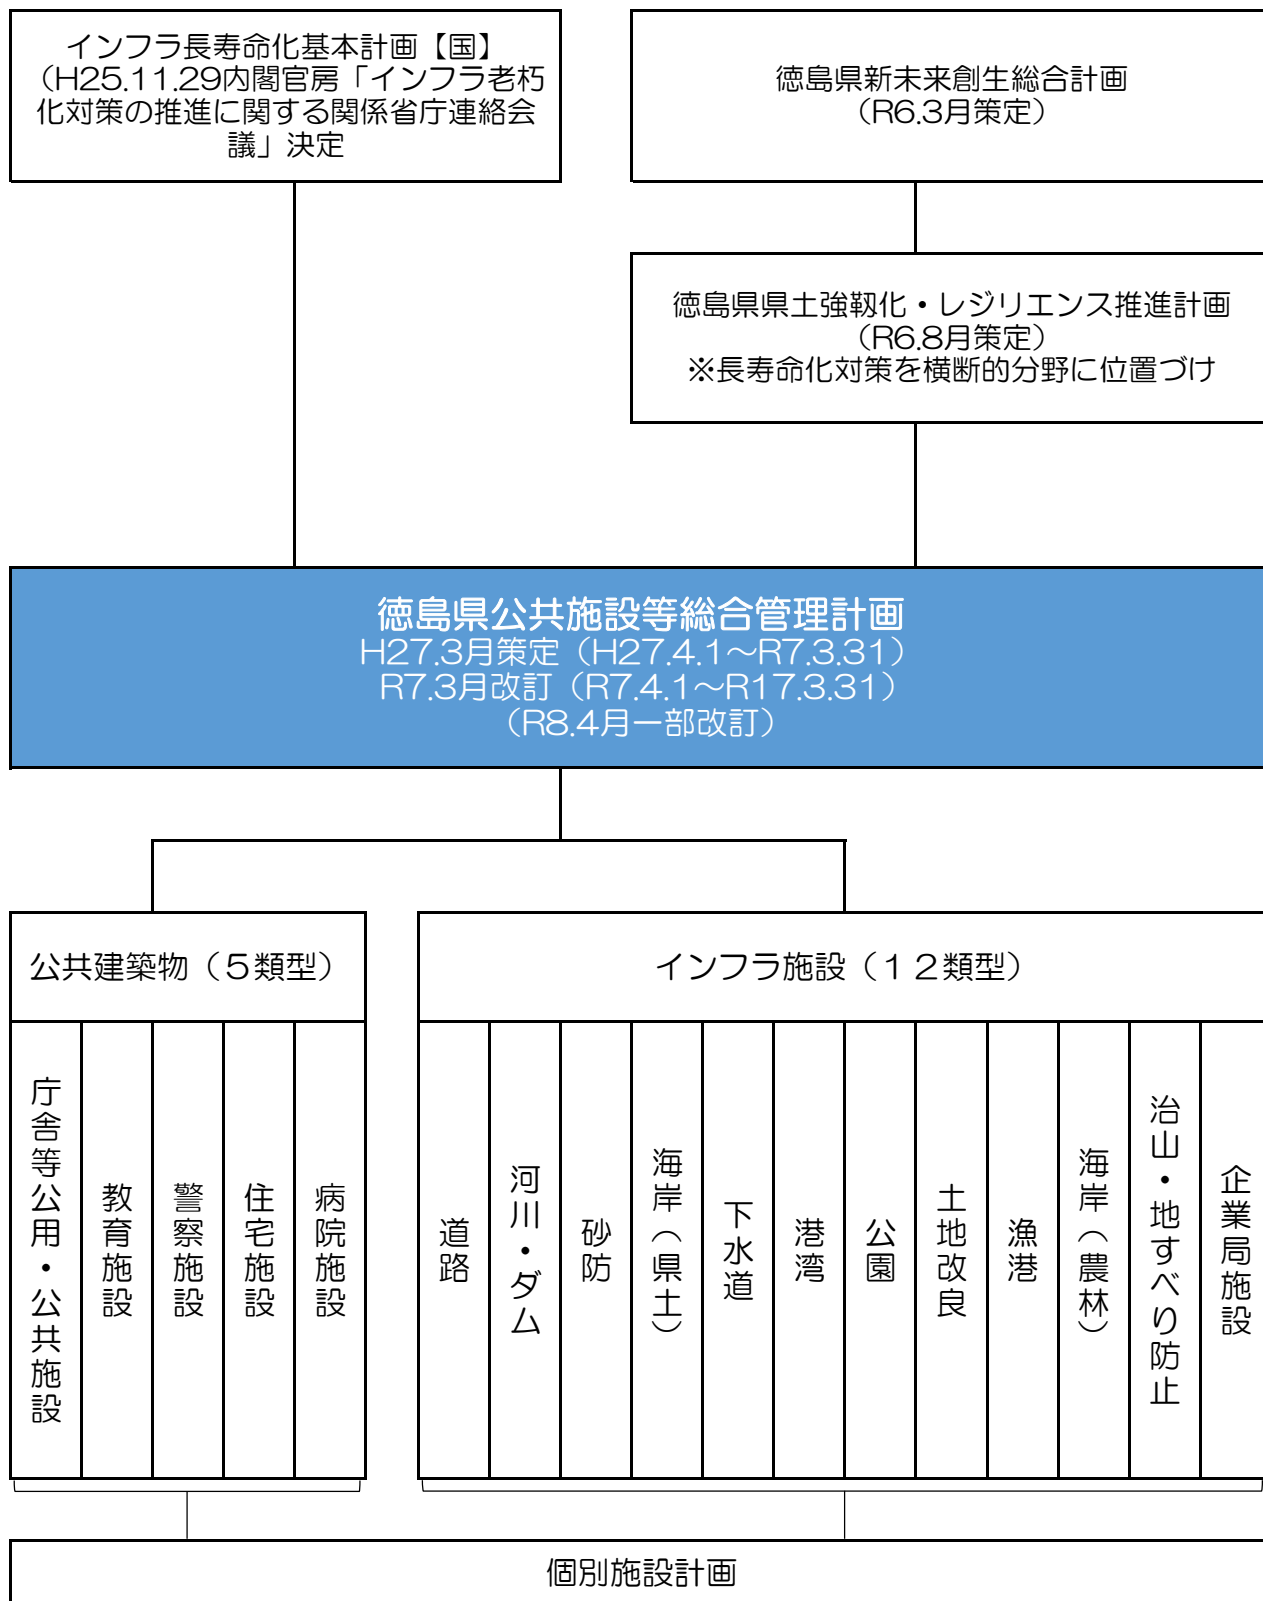 インフラ長寿命化基本計画【国】
（H25.11.29内閣官房「インフラ老朽
化対策の推進に関する関係省庁連絡会
議」決定
徳島県新未来創生総合計画
（R6.3月策定）
徳島県県土強靱化・レジリエンス推進計画
（R6.8月策定）
※長寿命化対策を横断的分野に位置づけ
徳島県公共施設等総合管理計画
H27.3月策定（H27.4.1～R7.3.31）
R7.3月改訂（R7.4.1～R17.3.31）
（R8.4月一部改訂）
公共建築物（５類型）
インフラ施設（１２類型）
庁舎等公用・公共施設
教育施設
警察施設
住宅施設
病院施設
道路
河川・ダム
砂防
海岸（県土）
下水道
港湾
公園
土地改良
漁港
海岸（農林）
治山・地すべり防止
企業局施設
個別施設計画